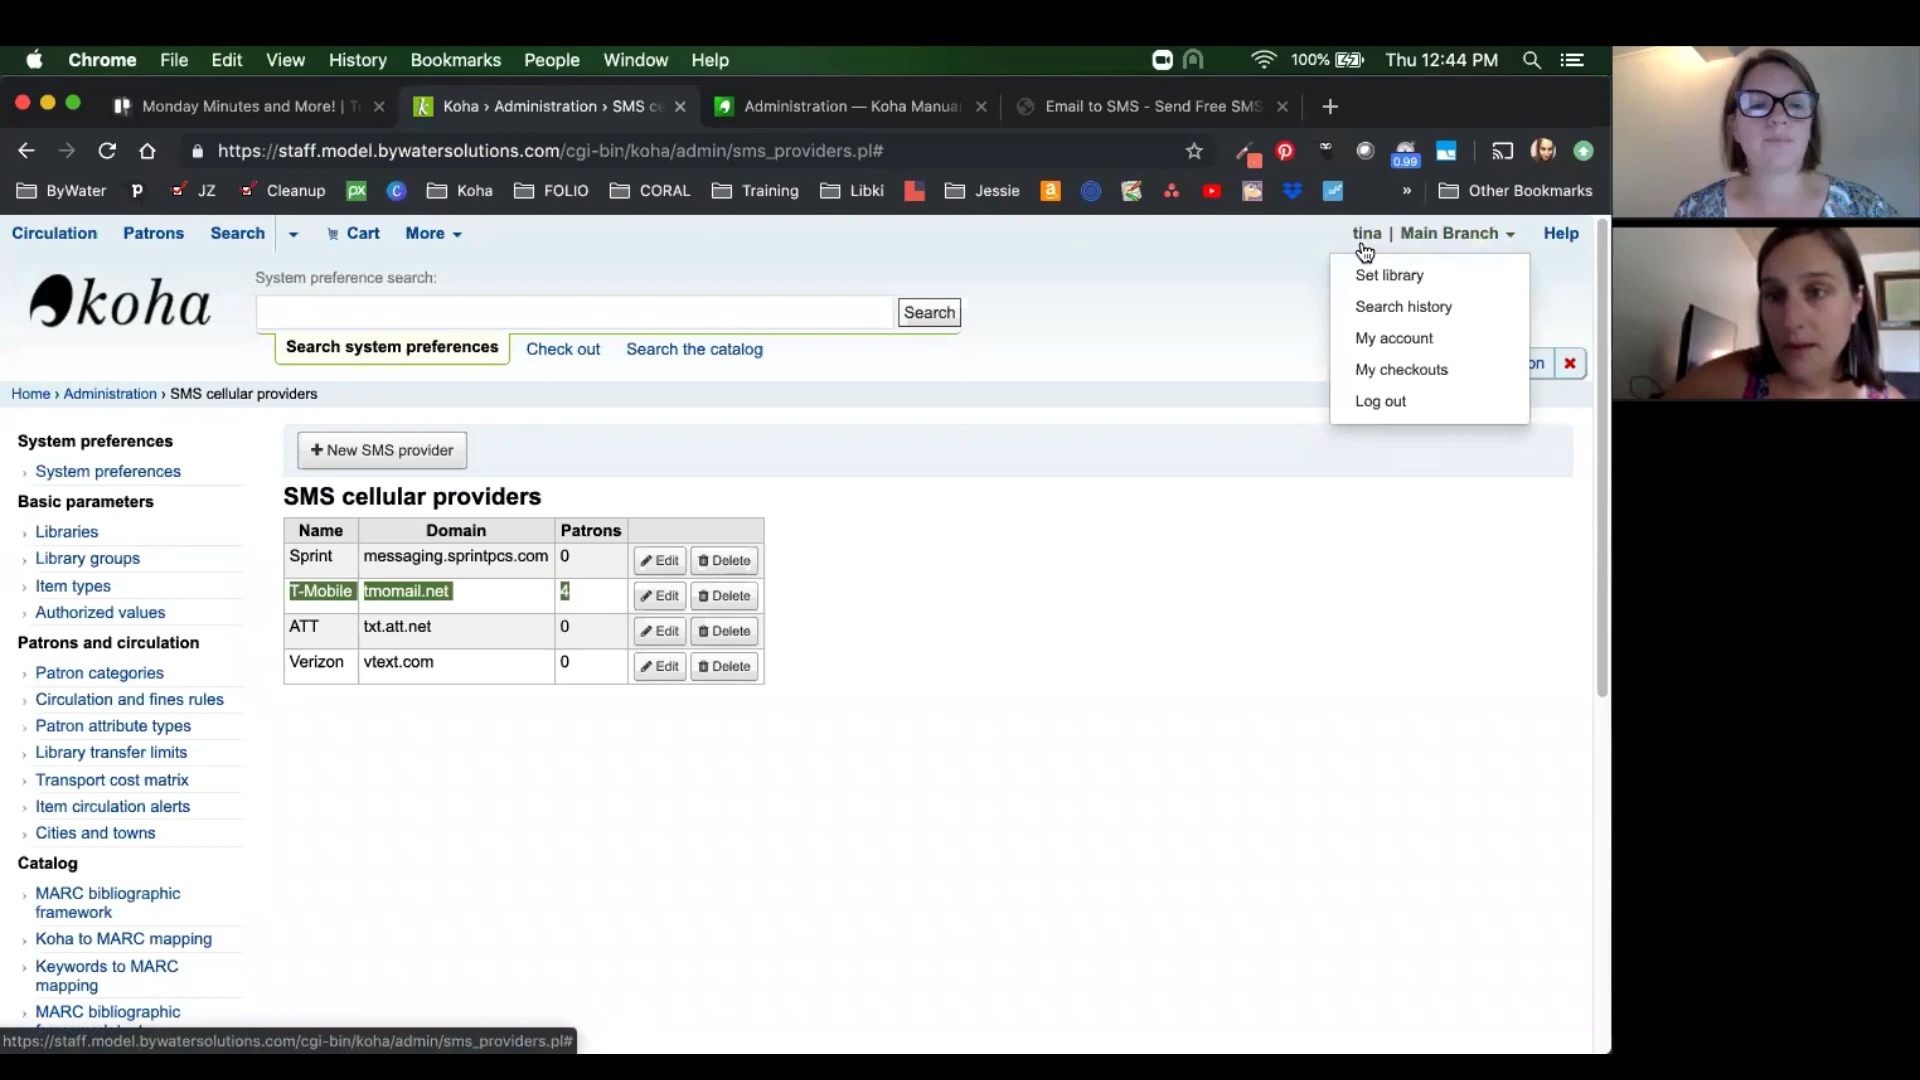 Chrome File Edit View History Bookmarks People Window Help 100% Thu 12:44 PM
Monday Minutes and More! | T
Koha › Administration › SMS ce
Administration — Koha Manua
Email to SMS - Send Free SMS
https://staff.model.bywatersolutions.com/cgi-bin/koha/admin/sms_providers.pl#
0.99
ByWater JZ Cleanup px C Koha FOLIO CORAL Training Libki Jessie » Other Bookmarks
Circulation Patrons Search Cart More tina | Main Branch Help
koha
System preference search:
Search
Search system preferences Check out Search the catalog
Set library
Search history
My account
My checkouts
Log out
on
Home › Administration › SMS cellular providers
System preferences
› System preferences
Basic parameters
› Libraries
› Library groups
› Item types
› Authorized values
Patrons and circulation
› Patron categories
› Circulation and fines rules
› Patron attribute types
› Library transfer limits
› Transport cost matrix
› Item circulation alerts
› Cities and towns
Catalog
› MARC bibliographic
framework
› Koha to MARC mapping
› Keywords to MARC
mapping
› MARC bibliographic
+ New SMS provider
SMS cellular providers
Name Domain Patrons
Sprint messaging.sprintpcs.com 0 Edit Delete
T-Mobile tmomail.net 4 Edit Delete
ATT txt.att.net 0 Edit Delete
Verizon vtext.com 0 Edit Delete
https://staff.model.bywatersolutions.com/cgi-bin/koha/admin/sms_providers.pl#